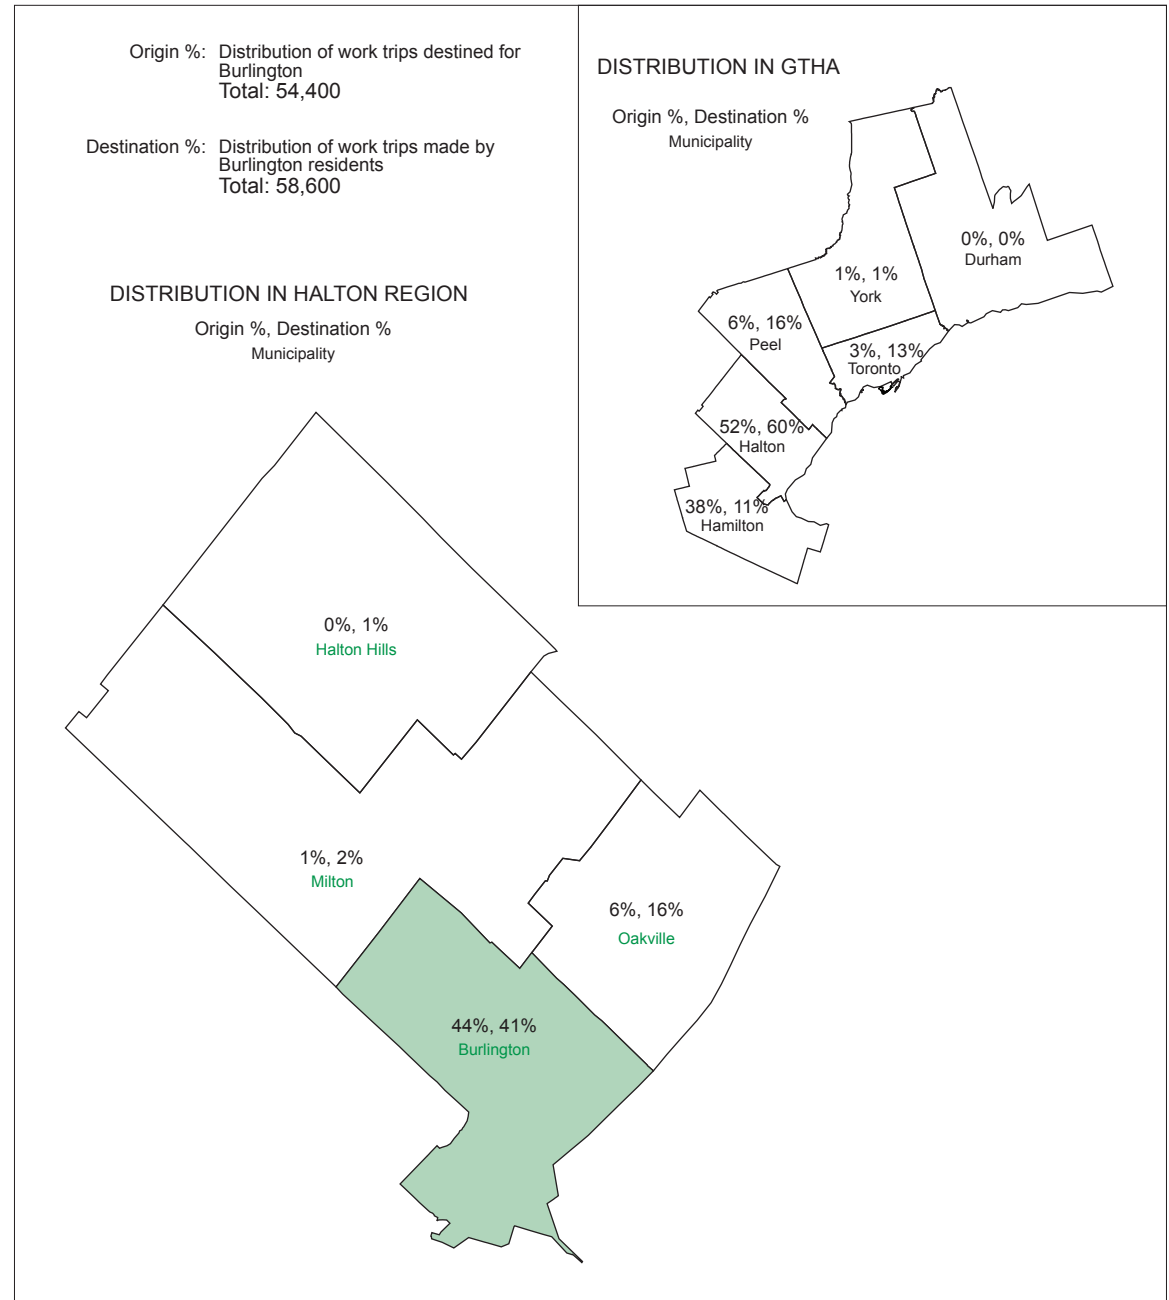 Origin %: Distribution of work trips destined for
Burlington
Total: 54,400
Destination %: Distribution of work trips made by
Burlington residents
Total: 58,600
DISTRIBUTION IN HALTON REGION
Origin %, Destination %
Municipality
0%, 1%
Halton Hills
1%, 2%
Milton
6%, 16%
Oakville
44%, 41%
Burlington
DISTRIBUTION IN GTHA
Origin %, Destination %
Municipality
0%, 0%
Durham
1%, 1%
York
6%, 16%
Peel
3%, 13%
Toronto
52%, 60%
Halton
38%, 11%
Hamilton